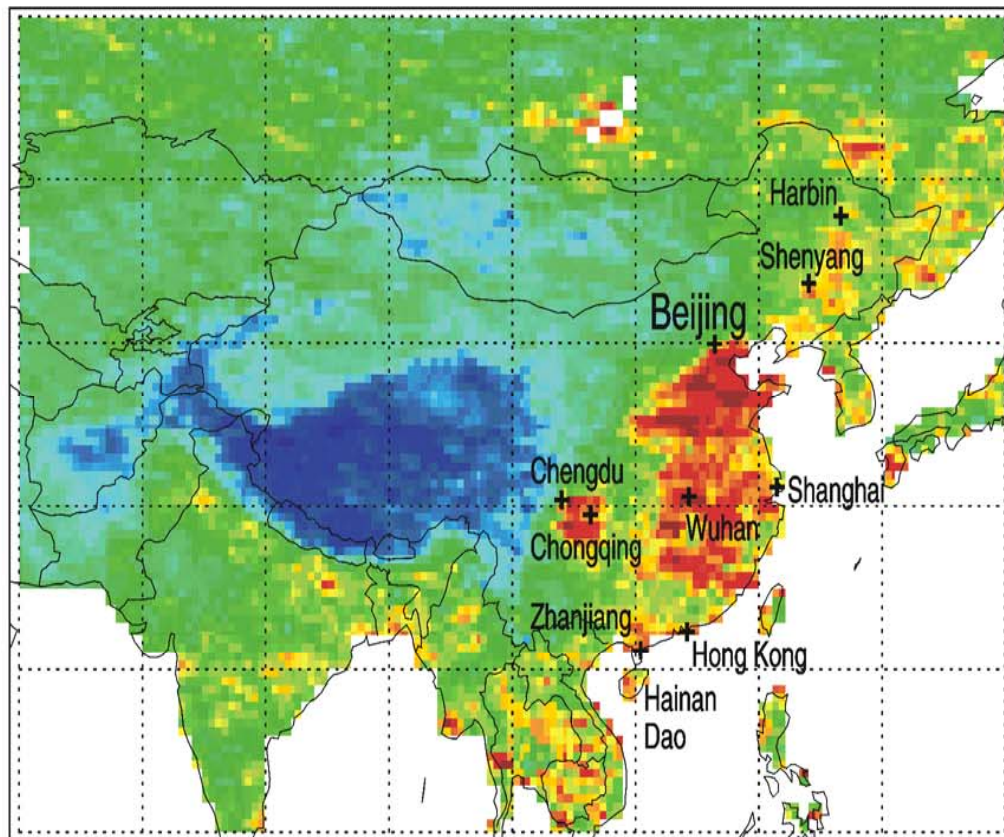 Harbin
Shenyang
Beijing
Chengdu
Shanghai
Wuhan
Chongqing
Zhanjiang
Hong Kong
Hainan
Dao